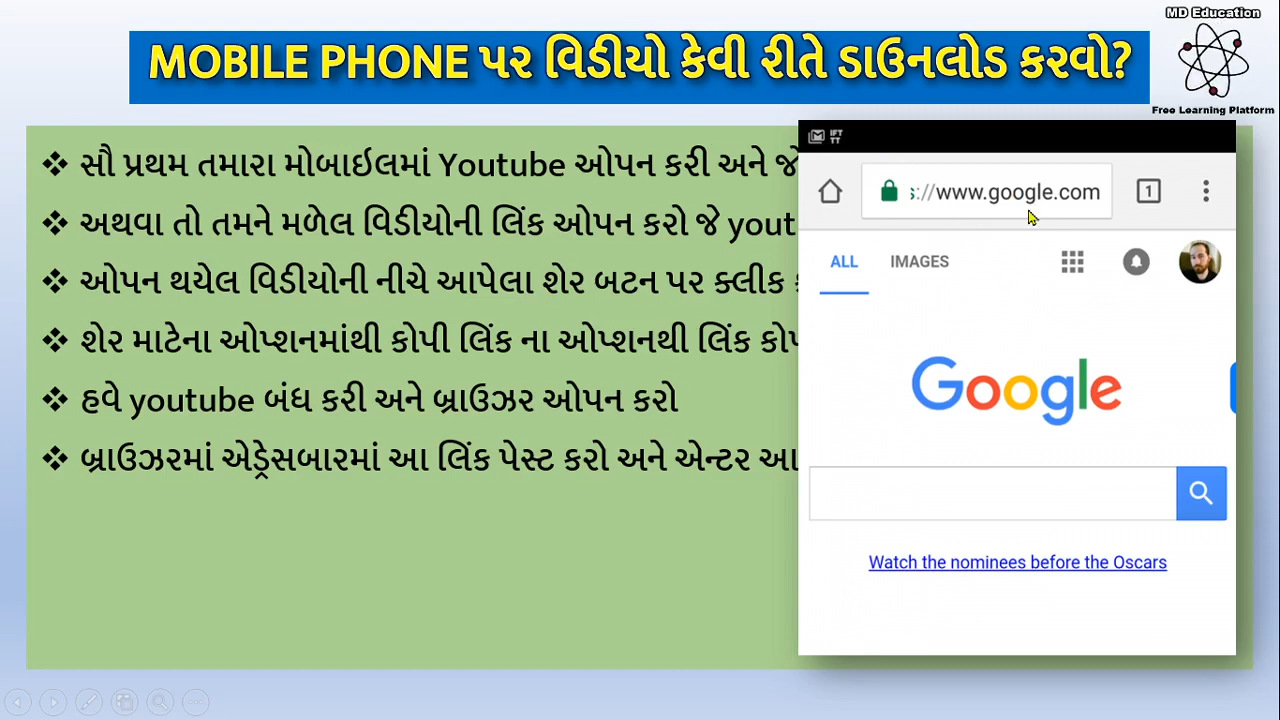 MD Education
MOBILE PHONE પર વિડીયો કેવી રીતે ડાઉનલોડ કરવો?
Free Learning Platform
❖ સૌ પ્રથમ તમારા મોબાઇલમાં Youtube ઓપન કરી અને
❖ અથવા તો તમને મળેલ વિડીયોની લિંક ઓપન કરો જે
❖ ઓપન થયેલ વિડીયોની નીચે આપેલા શેર બટન પર ક્લીક
❖ શેર માટેના ઓપ્શનમાંથી કોપી લિંક ના ઓપ્શનથી લિંક
❖ હવે youtube બંધ કરી અને બ્રાઉઝર ઓપન કરો
❖ બ્રાઉઝરમાં એડ્રેસબારમાં આ લિંક પેસ્ટ કરો અને એન્ટર
IFTTT
://www.google.com
1
ALL IMAGES
Google
Watch the nominees before the Oscars